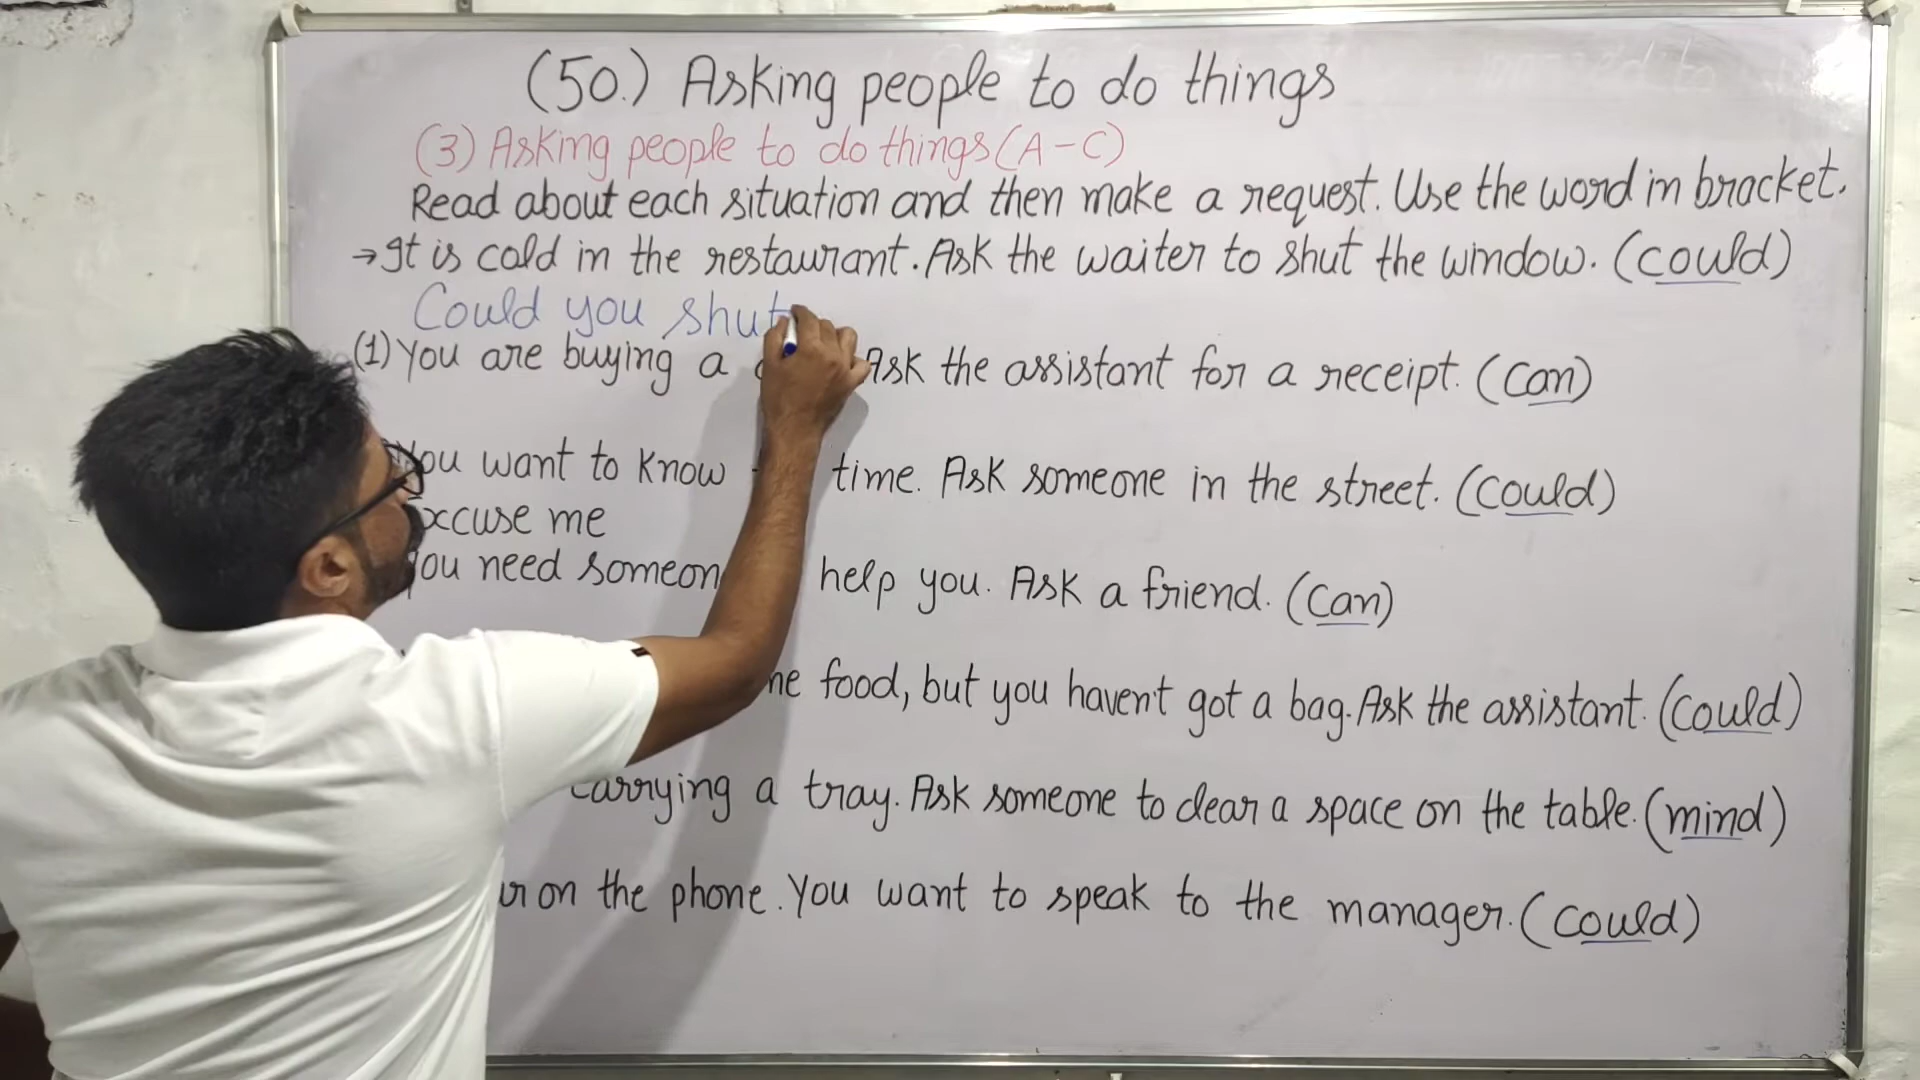 (50.) Asking people to do things
(3) Asking people to do things (A-C)
Read about each situation and then make a request. Use the word in bracket.
→ It is cold in the restaurant. Ask the waiter to shut the window. (could)
Could you shut
(1) You are buying a Ask the assistant for a receipt. (can)
You want to know time. Ask someone in the street. (could)
xcuse me
you need someon help you. Ask a friend. (can)
food, but you haven't got a bag. Ask the assistant. (could)
carrying a tray. Ask someone to clear a space on the table. (mind)
on the phone. You want to speak to the manager. (could)